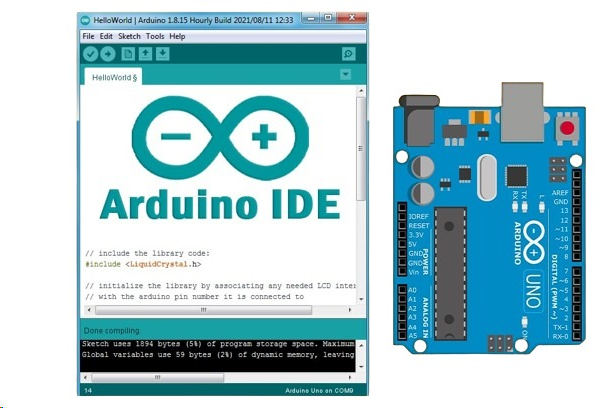 HelloWorld | Arduino 1.8.15 Hourly Build 2021/08/11 12:33
File Edit Sketch Tools Help
HelloWorld §
Arduino IDE
// include the library code:
#include <LiquidCrystal.h>
// initialize the library by associating any needed LCD inter
// with the arduino pin number it is connected to
Done compiling.
Sketch uses 1894 bytes (5%) of program storage space. Maximum
Global variables use 59 bytes (2%) of dynamic memory, leaving
14
Arduino Uno on COM9
IOREF
RESET
3.3V
5V
GND
GND
Vin
POWER
A0
A1
A2
A3
A4
A5
ANALOG IN
RX
TX
L
ARDUINO
UNO
ON
AREF
GND
13
12
~11
~10
~9
8
7
~6
~5
4
~3
2
TX-1
RX-0
DIGITAL (PWM ~)